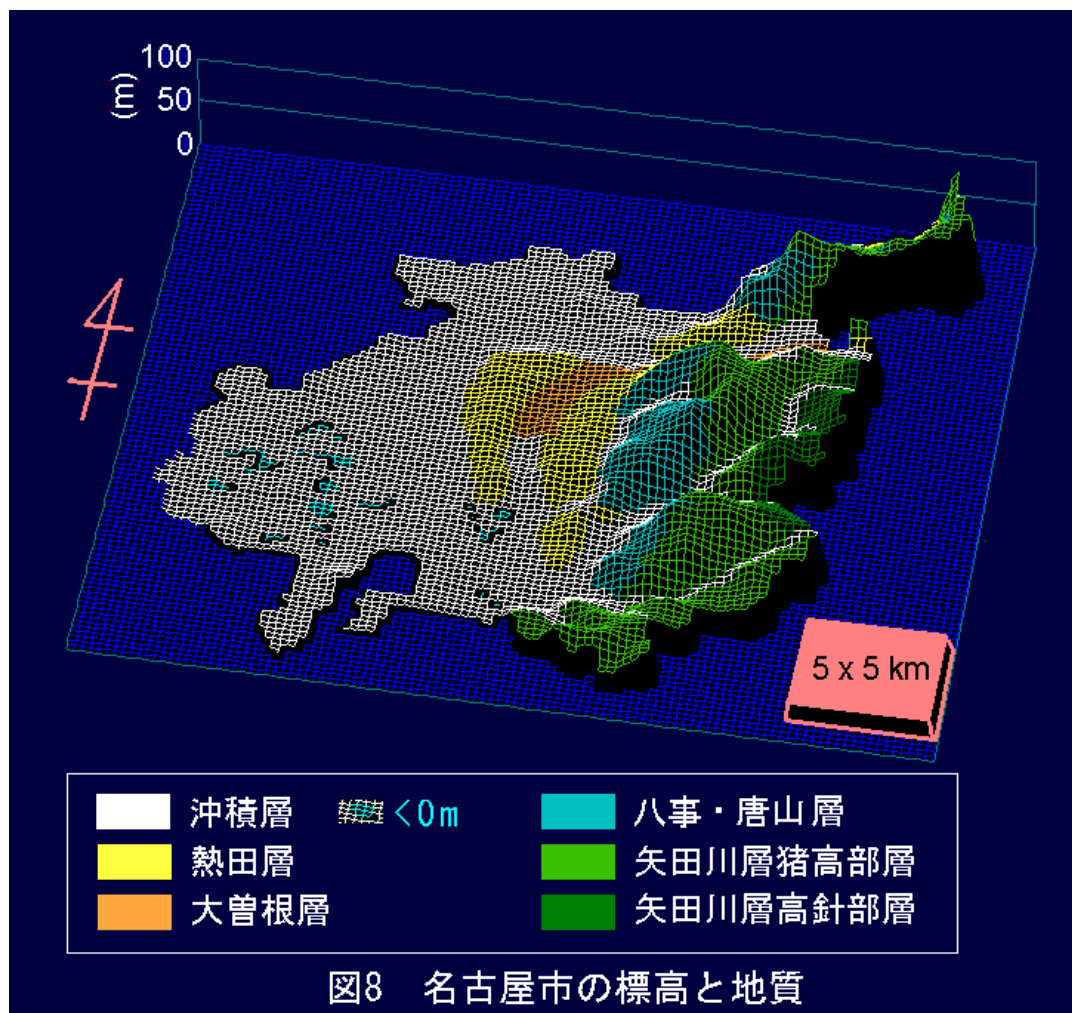 100
50
0
(m)
5 x 5 km
沖積層 <0m 八事・唐山層
熱田層 矢田川層猪高部層
大曽根層 矢田川層高針部層
図8 名古屋市の標高と地質